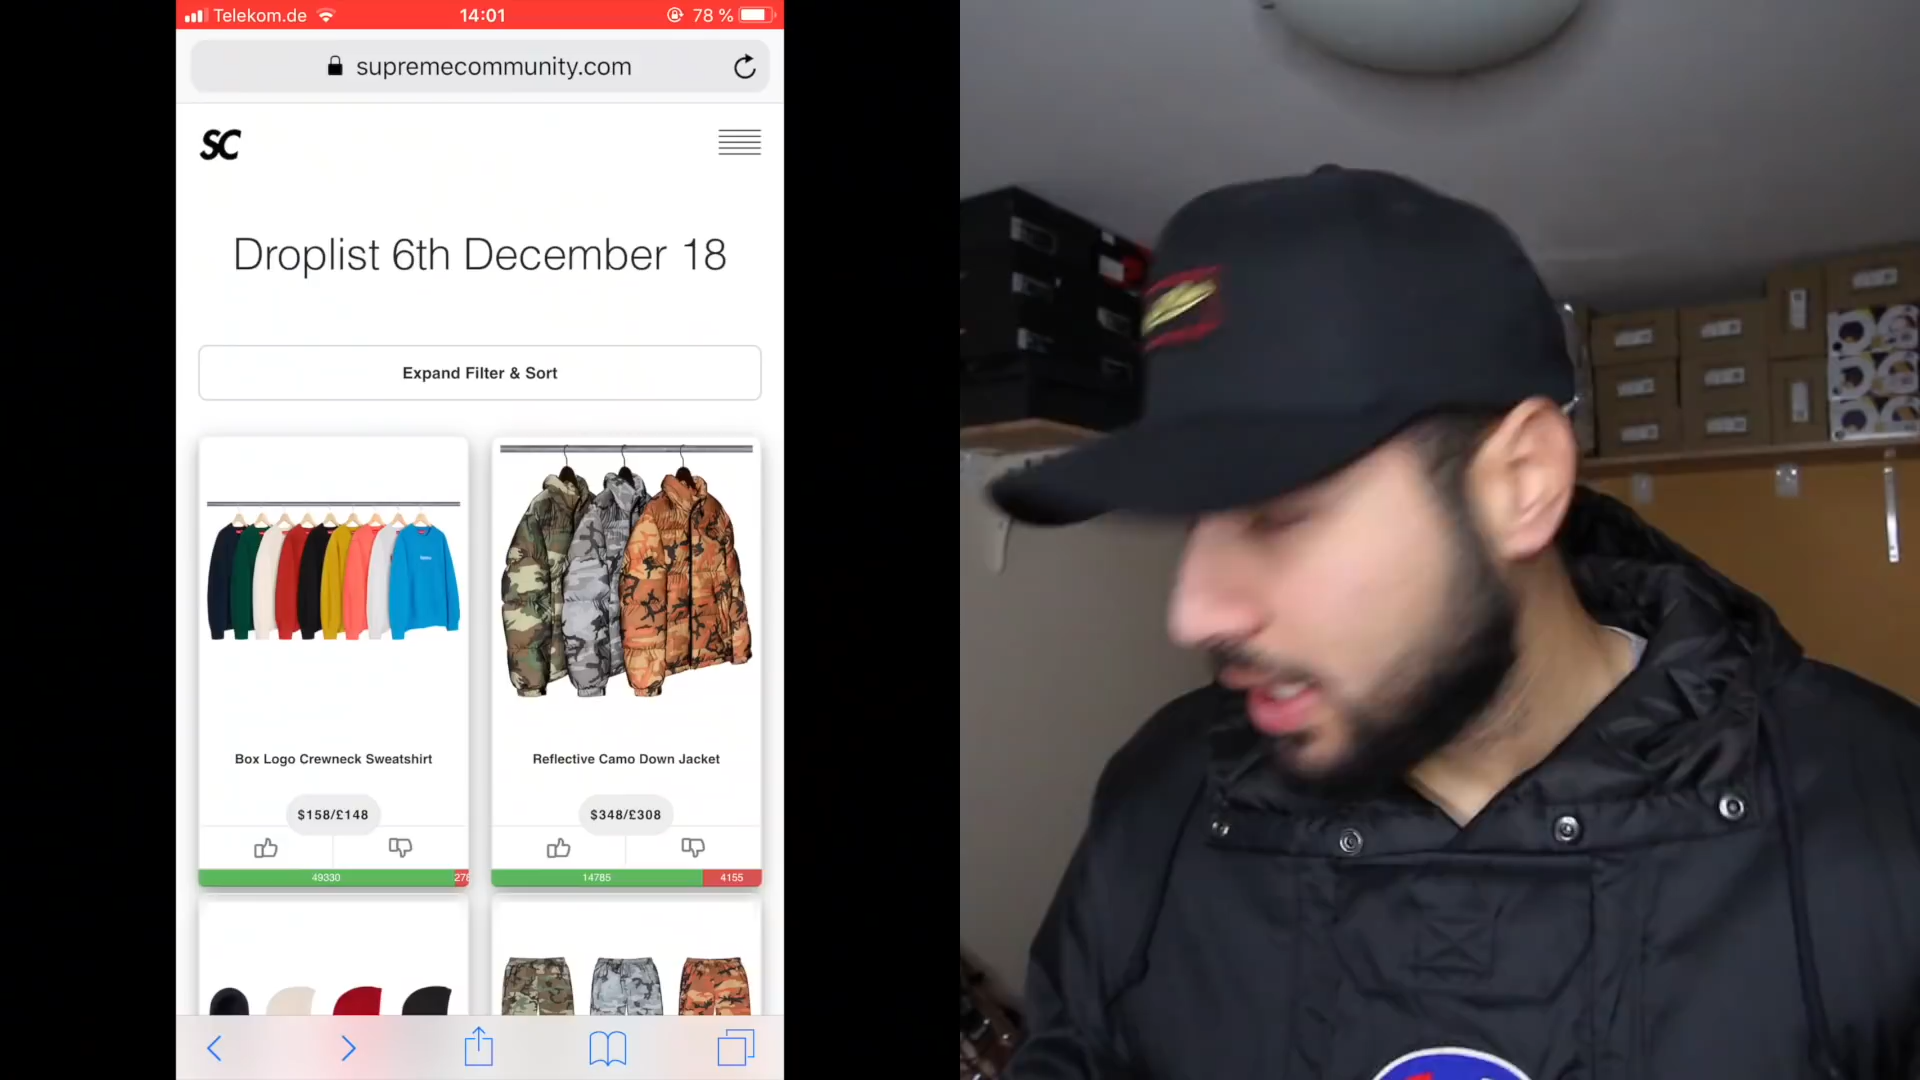 Telekom.de 14:01 78 %
supremecommunity.com
SC
Droplist 6th December 18
Expand Filter & Sort
Box Logo Crewneck Sweatshirt
Reflective Camo Down Jacket
$158/£148
$348/£308
49330
14785 4155